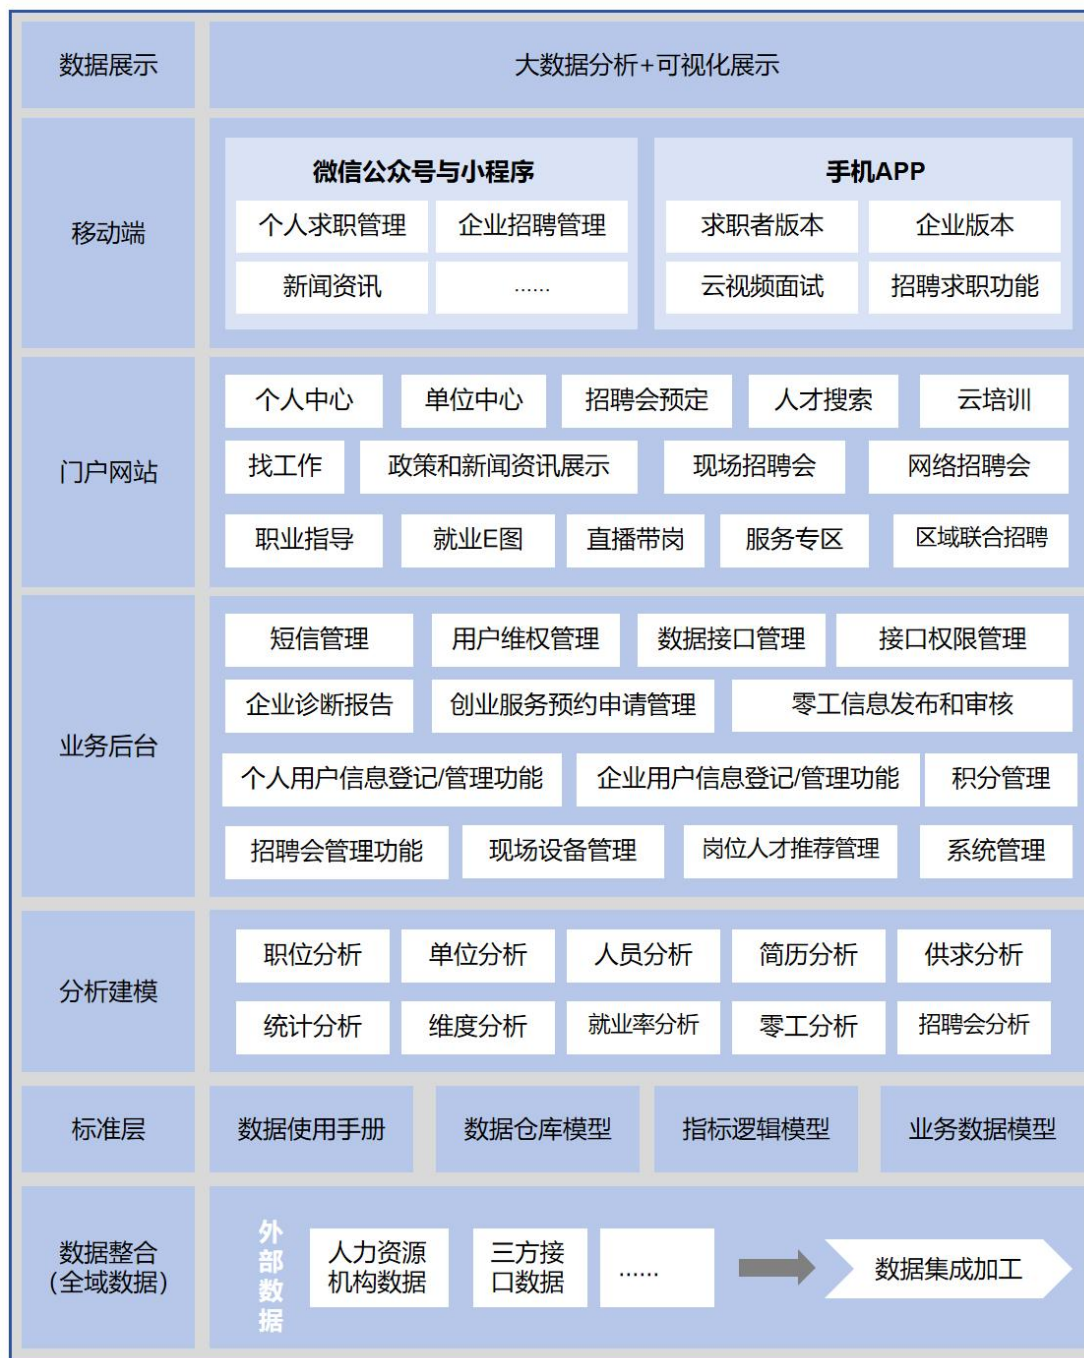 数据展示
大数据分析+可视化展示
移动端
微信公众号与小程序
个人求职管理
企业招聘管理
新闻资讯
......
手机APP
求职者版本
企业版本
云视频面试
招聘求职功能
门户网站
个人中心
单位中心
招聘会预定
人才搜索
云培训
找工作
政策和新闻资讯展示
现场招聘会
网络招聘会
职业指导
就业E图
直播带岗
服务专区
区域联合招聘
业务后台
短信管理
用户维权管理
数据接口管理
接口权限管理
企业诊断报告
创业服务预约申请管理
零工信息发布和审核
个人用户信息登记/管理功能
企业用户信息登记/管理功能
积分管理
招聘会管理功能
现场设备管理
岗位人才推荐管理
系统管理
分析建模
职位分析
单位分析
人员分析
简历分析
供求分析
统计分析
维度分析
就业率分析
零工分析
招聘会分析
标准层
数据使用手册
数据仓库模型
指标逻辑模型
业务数据模型
数据整合
（全域数据）
外部数据
人力资源
机构数据
三方接
口数据
......
数据集成加工